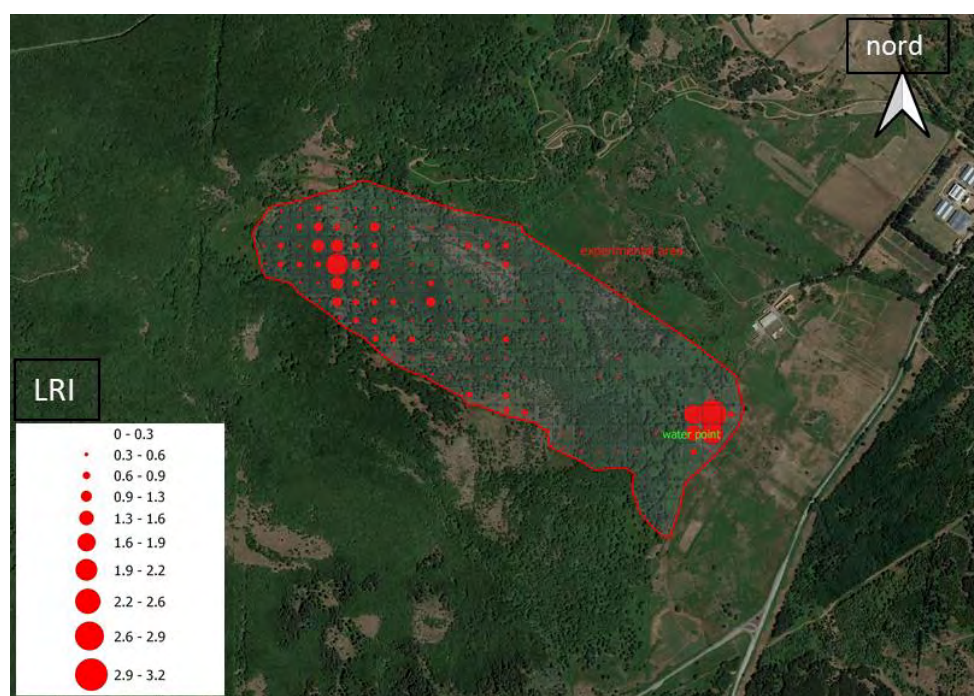 nord
experimental area
water point
LRI
0 - 0.3
0.3 - 0.6
0.6 - 0.9
0.9 - 1.3
1.3 - 1.6
1.6 - 1.9
1.9 - 2.2
2.2 - 2.6
2.6 - 2.9
2.9 - 3.2